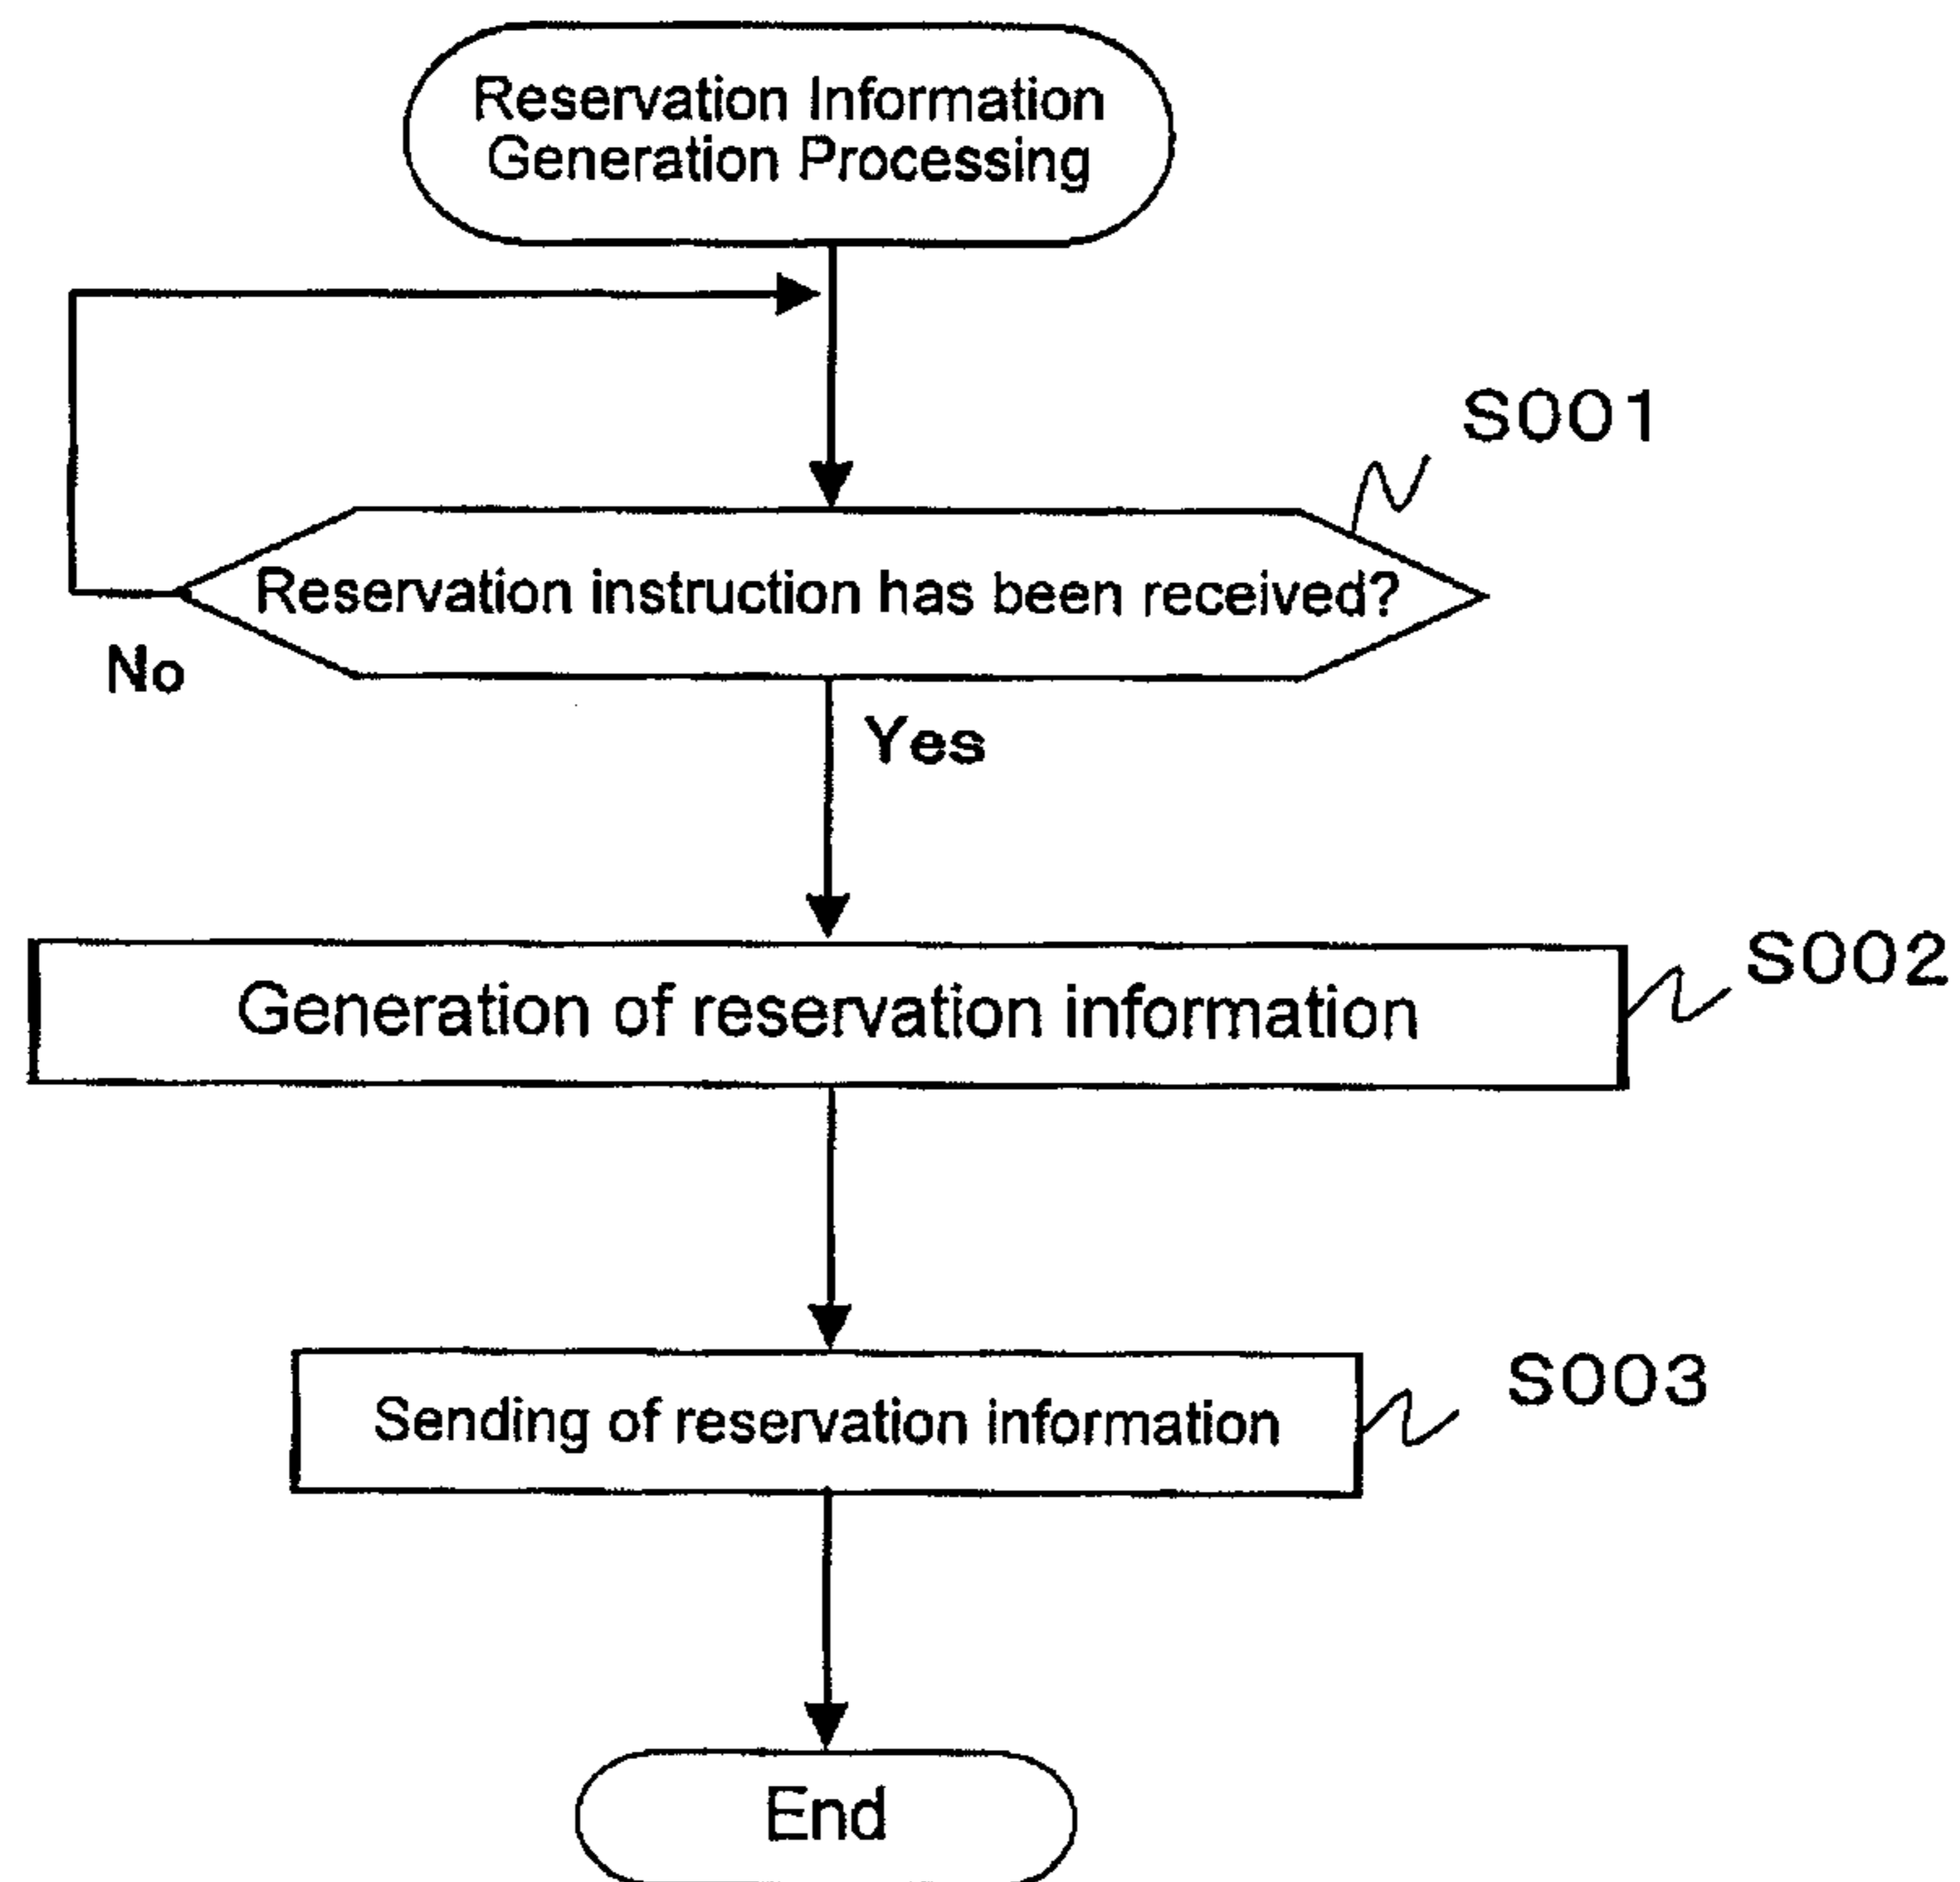 Reservation Information
Generation Processing
S001
Reservation instruction has been received?
No
Yes
S002
Generation of reservation information
S003
Sending of reservation information
End